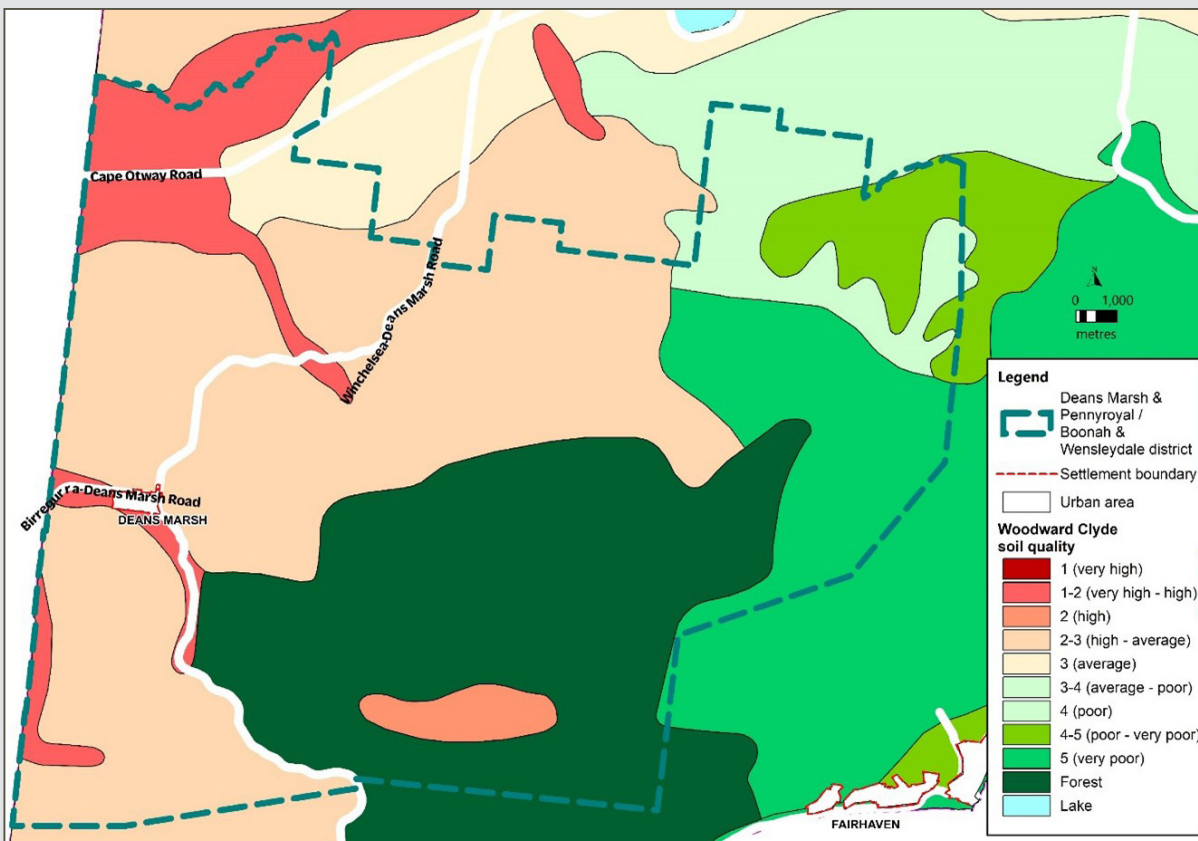 Cape Otway Road
Winchelsea-Deans Marsh Road
Birregurra-Deans Marsh Road
DEANS MARSH
N
0 1,000
metres
Legend
Deans Marsh &
Pennyroyal /
Boonah &
Wensleydale district
Settlement boundary
Urban area
Woodward Clyde
soil quality
1 (very high)
1-2 (very high - high)
2 (high)
2-3 (high - average)
3 (average)
3-4 (average - poor)
4 (poor)
4-5 (poor - very poor)
5 (very poor)
Forest
Lake
FAIRHAVEN